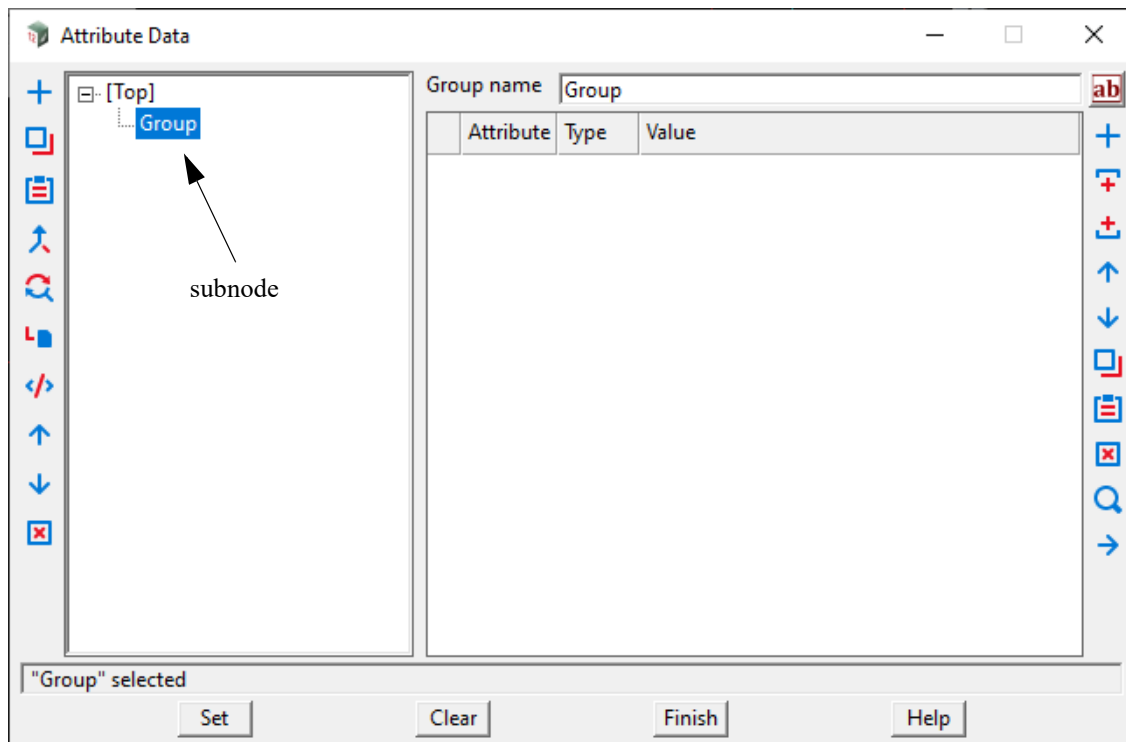 Attribute Data
[Top]
Group
subnode
Group name Group ab
Attribute Type Value
"Group" selected
Set Clear Finish Help